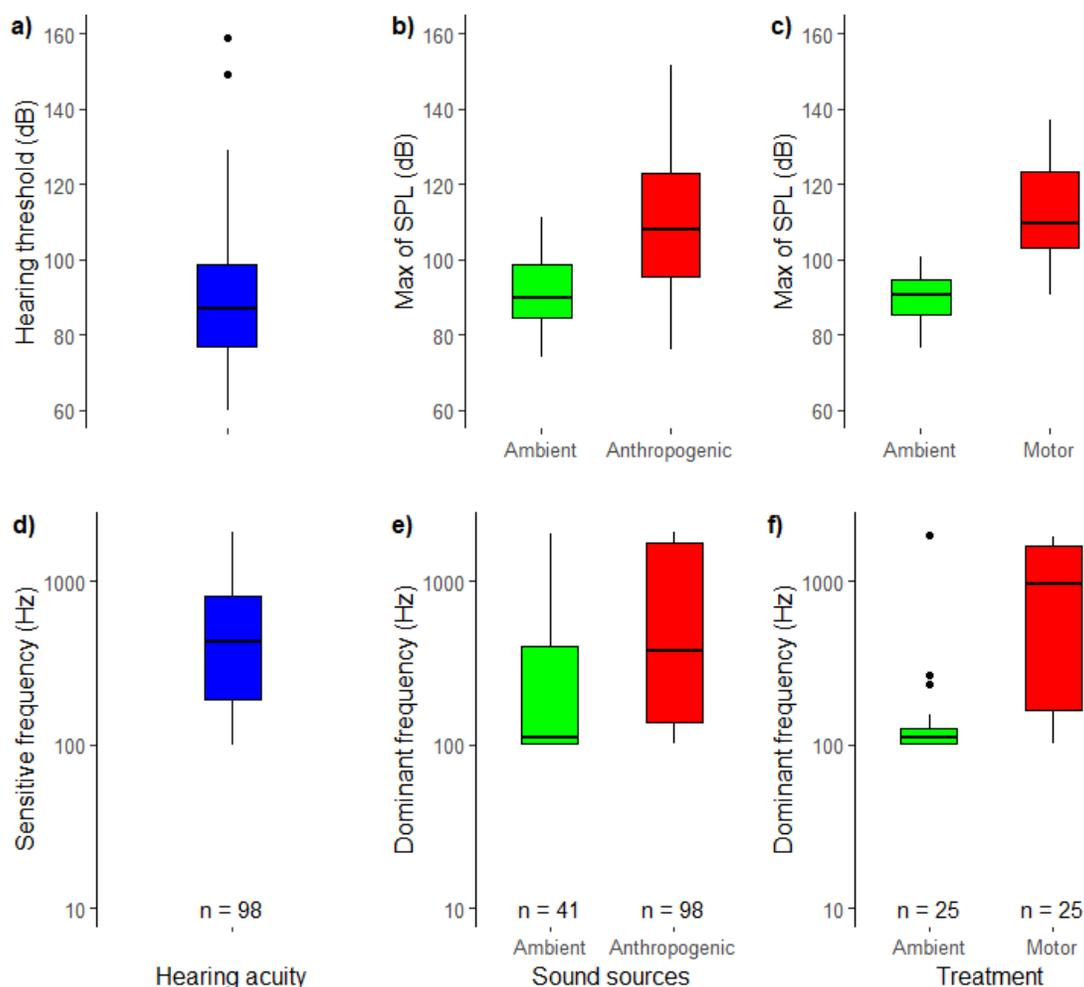 a)
Hearing threshold (dB)
160
140
120
100
80
60
b)
Max of SPL (dB)
160
140
120
100
80
60
Ambient Anthropogenic
c)
Max of SPL (dB)
160
140
120
100
80
60
Ambient Motor
d)
Sensitive frequency (Hz)
1000
100
10
n = 98
Hearing acuity
e)
Dominant frequency (Hz)
1000
100
10
n = 41 n = 98
Ambient Anthropogenic
Sound sources
f)
Dominant frequency (Hz)
1000
100
10
n = 25 n = 25
Ambient Motor
Treatment